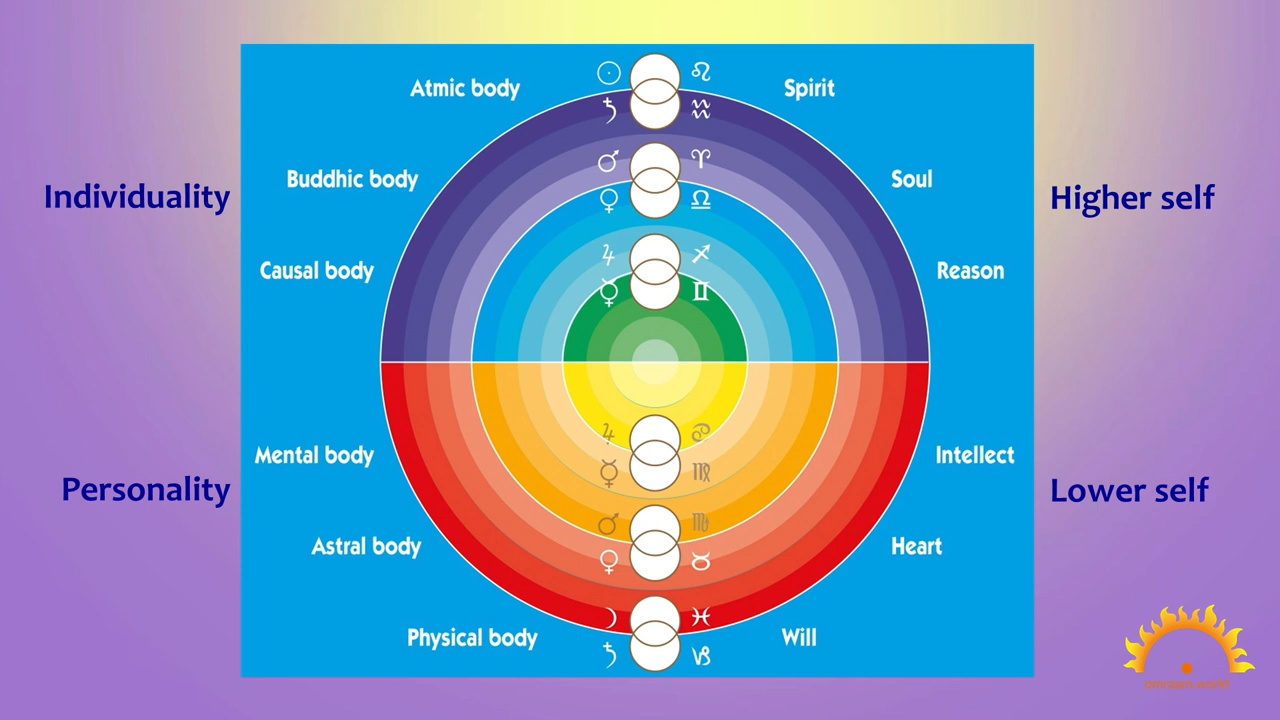 Atmic body
☉
♌
Spirit
♄
♒
Buddhic body
♂
♈
Soul
♀
♎
Individuality
Higher self
Causal body
♃
♐
Reason
☿
♊
Mental body
♃
♋
Intellect
☿
♍
Personality
Lower self
Astral body
♂
♏
Heart
♀
♉
Physical body
☽
♓
Will
♄
♑